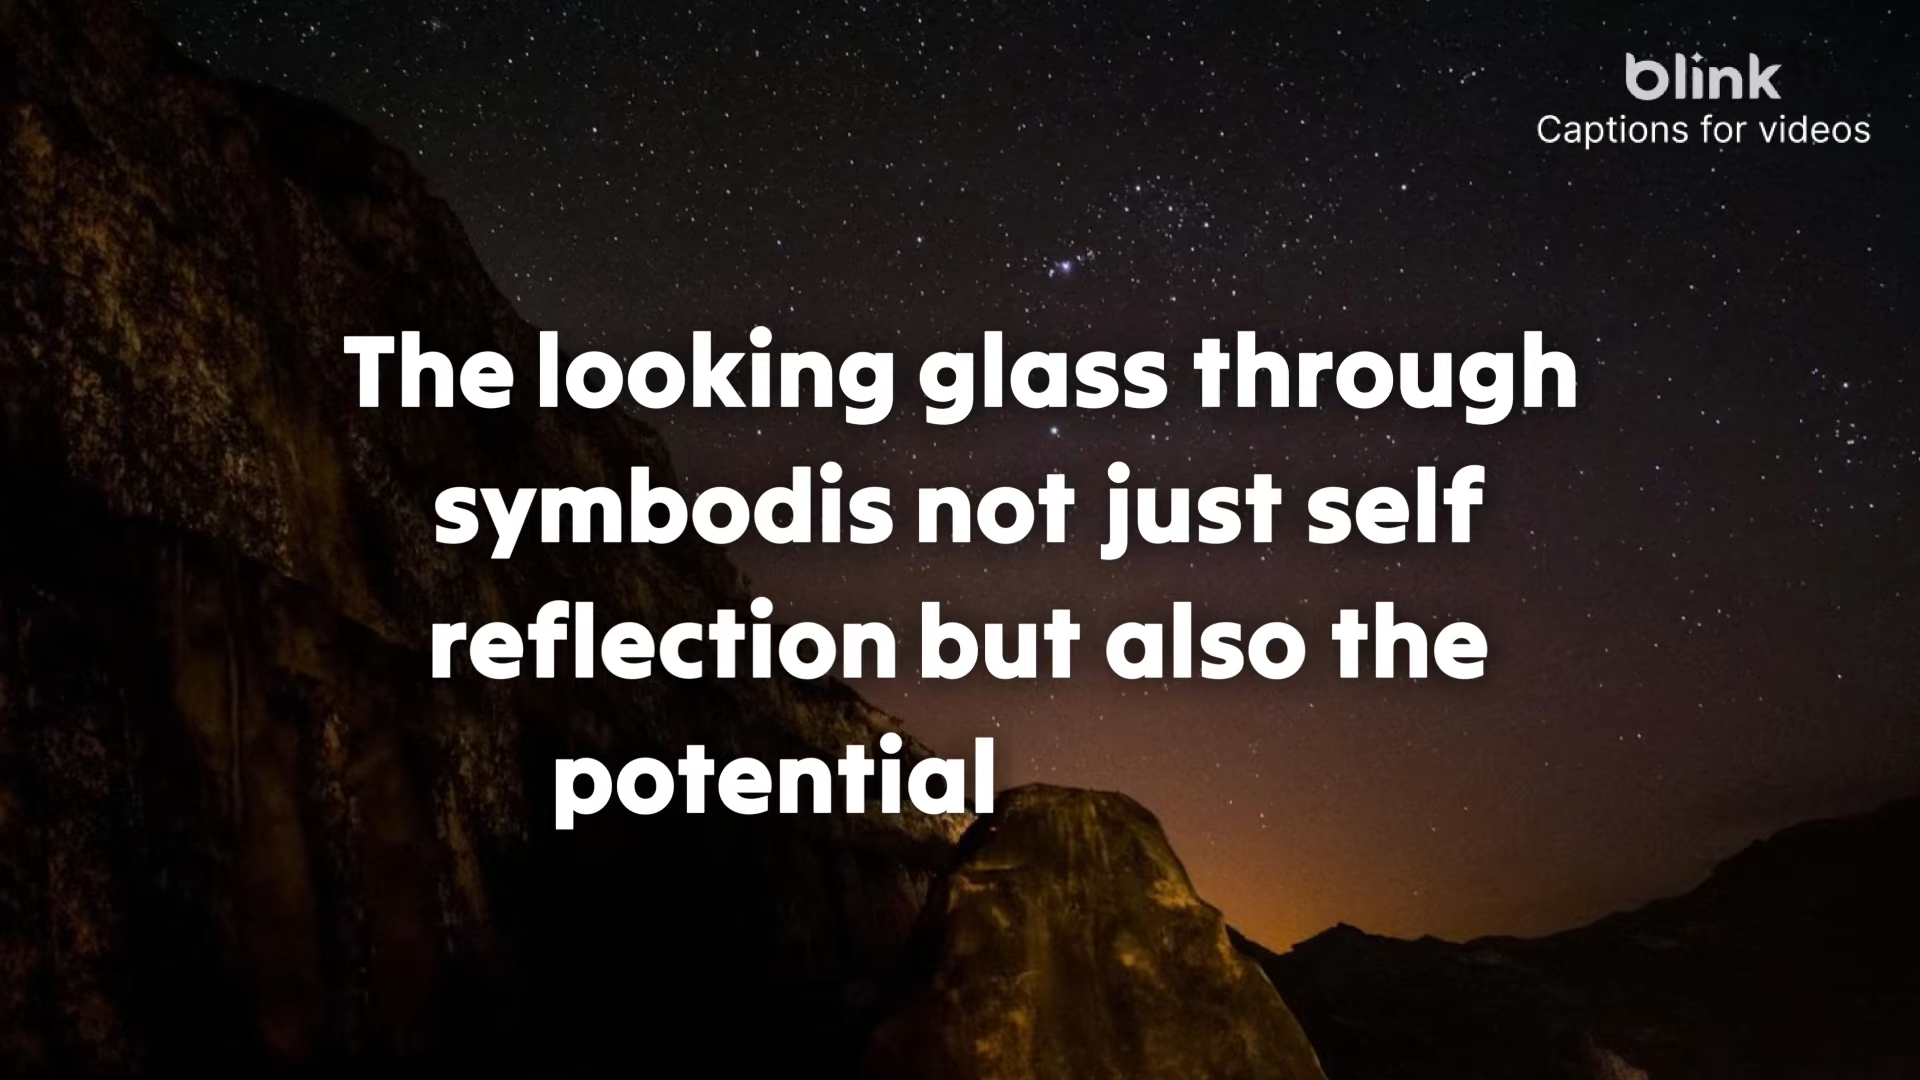 blink
Captions for videos
The looking glass through
symbodis not just self
reflection but also the
potential